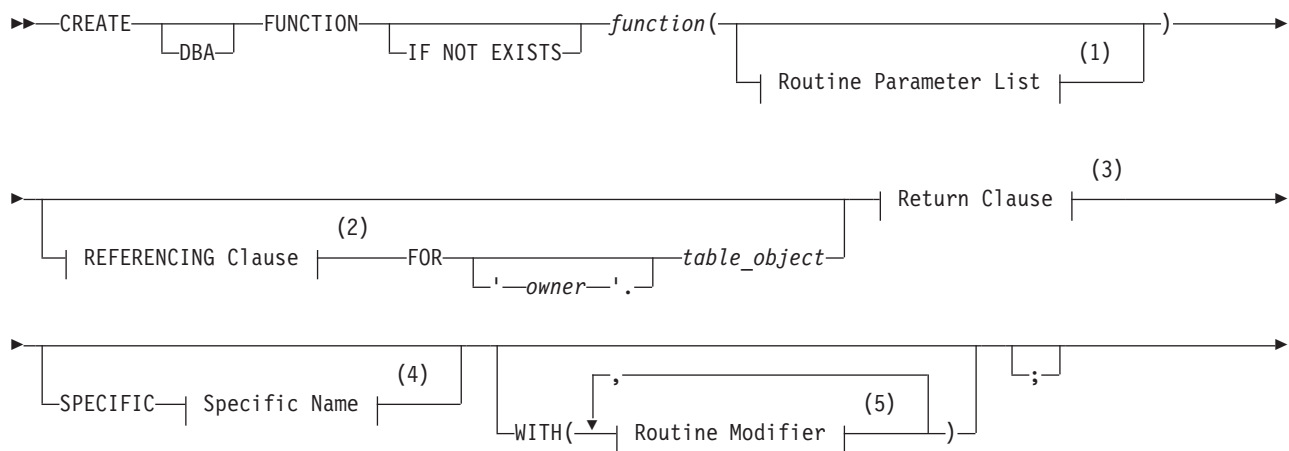 CREATE FUNCTION function( )
DBA IF NOT EXISTS
(1)
Routine Parameter List
(3)
Return Clause
(2)
REFERENCING Clause FOR table_object
'owner'.
(4)
SPECIFIC Specific Name
, ;
(5)
WITH( Routine Modifier )